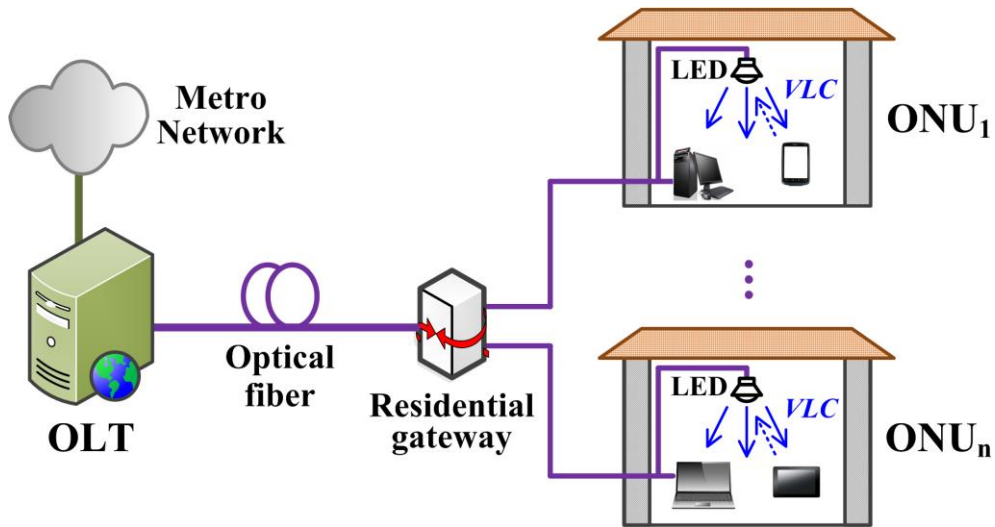 Metro
Network
OLT
Optical
fiber
Residential
gateway
LED
VLC
ONU₁
LED
VLC
ONUₙ